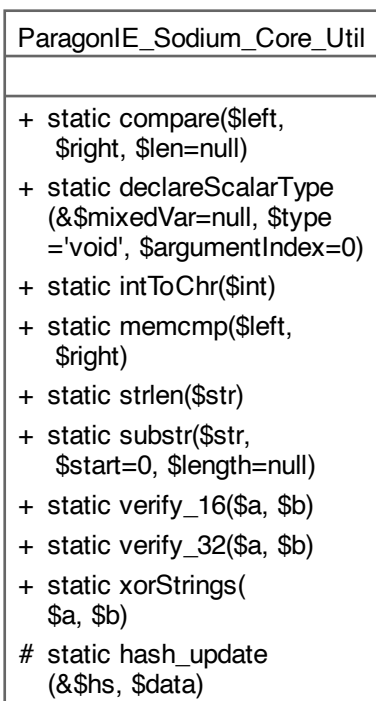 ParagonIE_Sodium_Core_Util
+ static compare($left,
$right, $len=null)
+ static declareScalarType
(&$mixedVar=null, $type
='void', $argumentIndex=0)
+ static intToChr($int)
+ static memcmp($left,
$right)
+ static strlen($str)
+ static substr($str,
$start=0, $length=null)
+ static verify_16($a, $b)
+ static verify_32($a, $b)
+ static xorStrings(
$a, $b)
# static hash_update
(&$hs, $data)